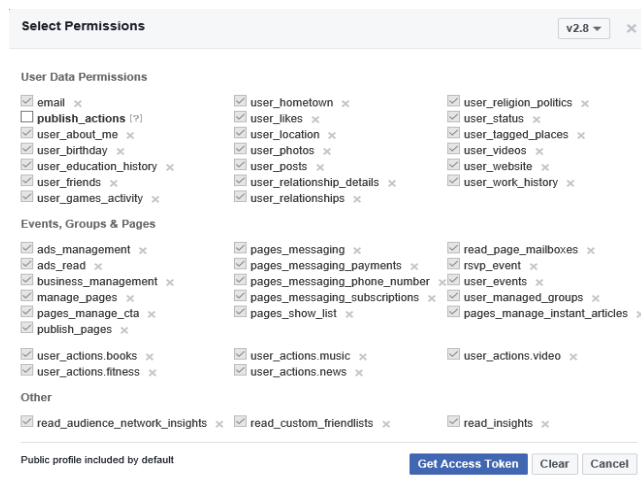 Select Permissions v2.8
User Data Permissions
email user_hometown user_religion_politics
publish_actions [?] user_likes user_status
user_about_me user_location user_tagged_places
user_birthday user_photos user_videos
user_education_history user_posts user_website
user_friends user_relationship_details user_work_history
user_games_activity user_relationships
Events, Groups & Pages
ads_management pages_messaging read_page_mailboxes
ads_read pages_messaging_payments rsvp_event
business_management pages_messaging_phone_number user_events
manage_pages pages_messaging_subscriptions user_managed_groups
pages_manage_cta pages_show_list pages_manage_instant_articles
publish_pages
user_actions.books user_actions.music user_actions.video
user_actions.fitness user_actions.news
Other
read_audience_network_insights read_custom_friendlists read_insights
Public profile included by default Get Access Token Clear Cancel